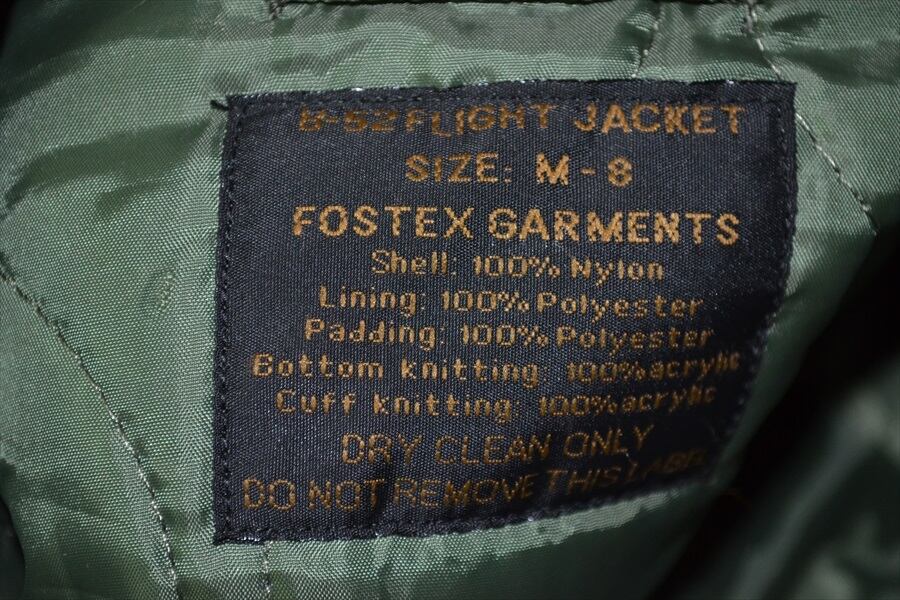 B-52 FLIGHT JACKET
SIZE: M - 8
FOSTEX GARMENTS
Shell: 100% Nylon
Lining: 100% Polyester
Padding: 100% Polyester
Bottom knitting: 100% acrylic
Cuff knitting: 100% acrylic
DRY CLEAN ONLY
DO NOT REMOVE THIS LABEL